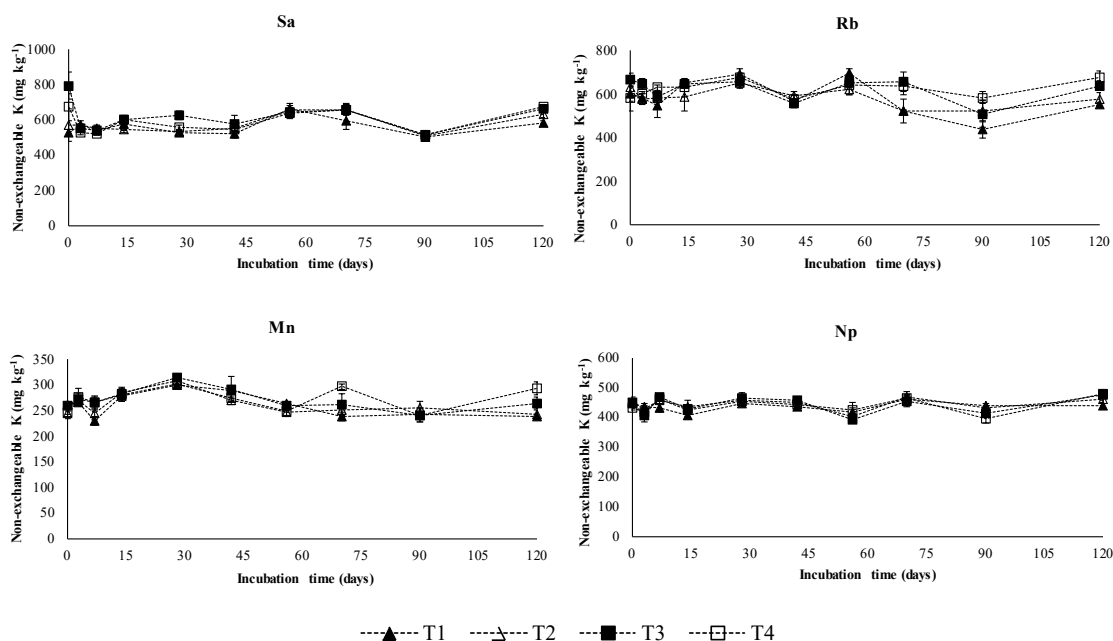 Sa
Non-exchangeable K (mg kg⁻¹)
1000
800
600
400
200
0
0 15 30 45 60 75 90 105 120
Incubation time (days)
Rb
Non-exchangeable K (mg kg⁻¹)
800
600
400
200
0
0 15 30 45 60 75 90 105 120
Incubation time (days)
Mn
Non-exchangeable K (mg kg⁻¹)
350
300
250
200
150
100
50
0
0 15 30 45 60 75 90 105 120
Incubation time (days)
Np
Non-exchangeable K (mg kg⁻¹)
600
500
400
300
200
100
0
0 15 30 45 60 75 90 105 120
Incubation time (days)
T1 T2 T3 T4